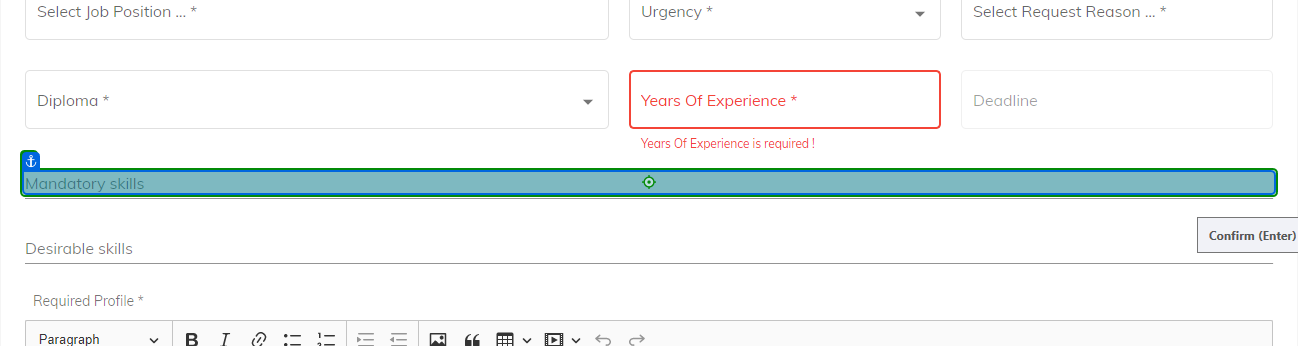 Select Job Position ... *
Urgency *
Select Request Reason ... *
Diploma *
Years Of Experience *
Deadline
Years Of Experience is required !
Mandatory skills
Confirm (Enter)
Desirable skills
Required Profile *
Paragraph
B I